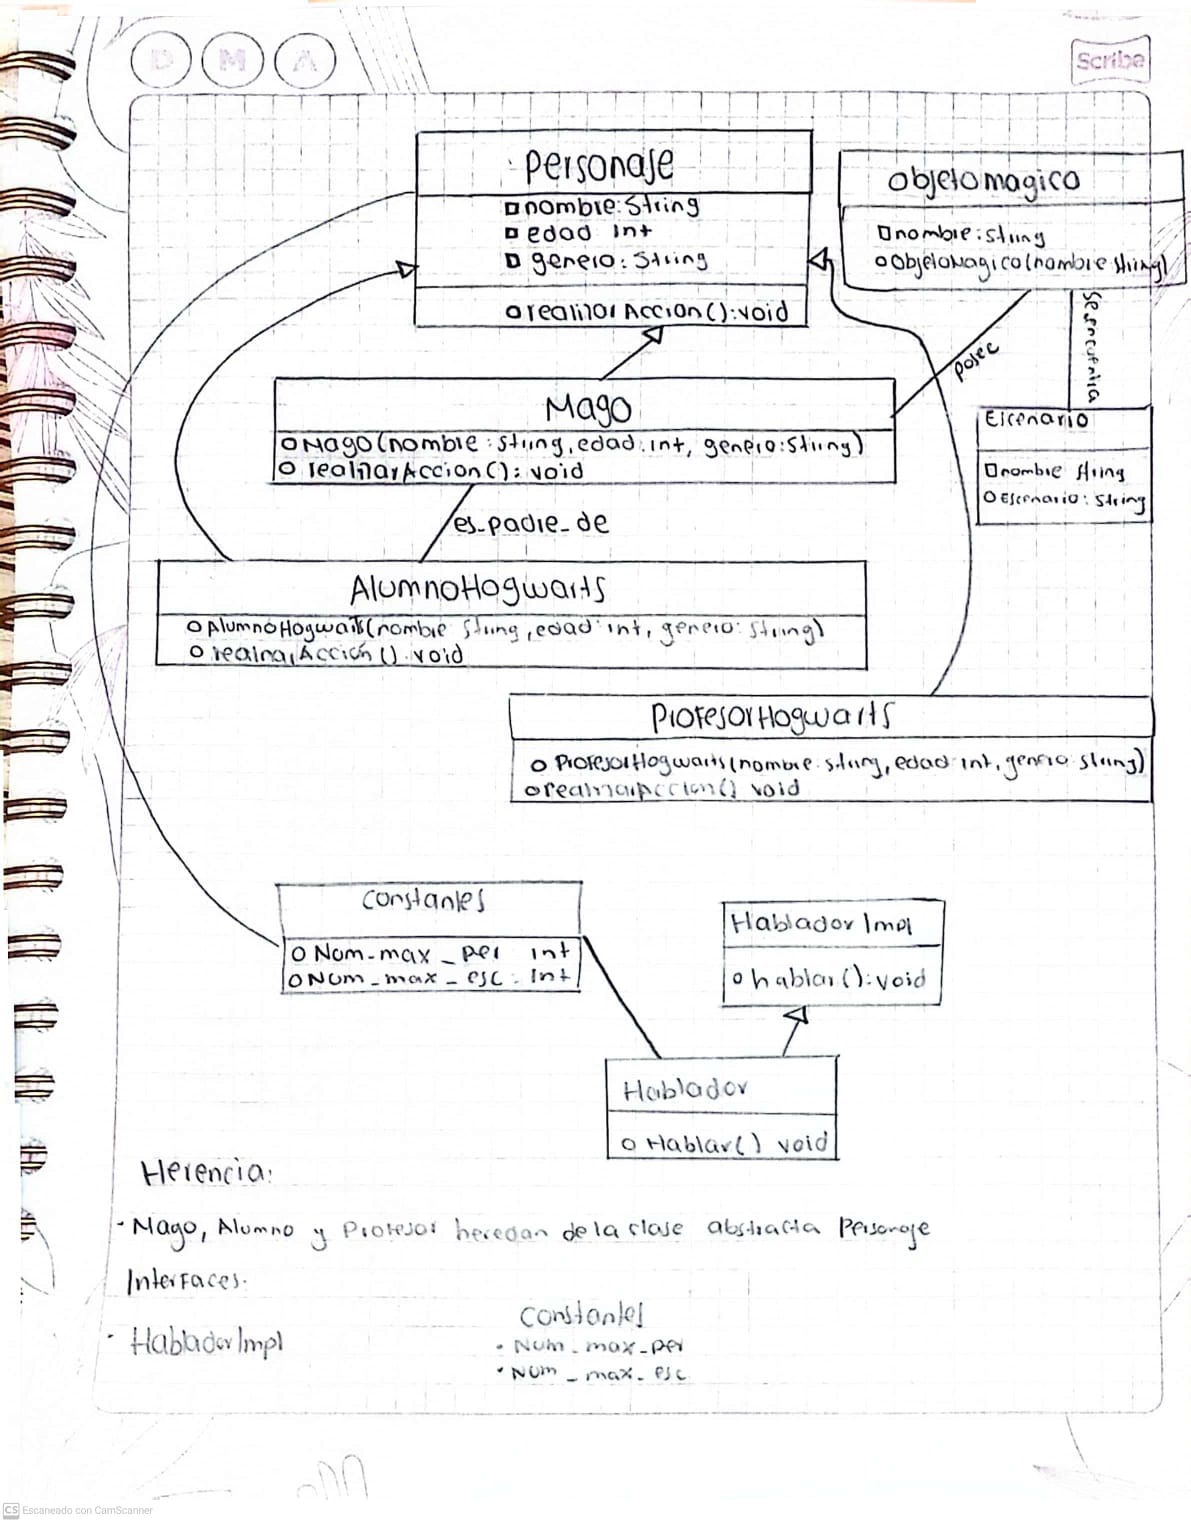 D M A
Scribe
Personaje
□ nombre: String
□ edad Int
□ genero: String
o realizar Accion(): void
Objetomagico
□ nombre: string
o ObjetoMagico(nombre string)
posee
se encuentra
Mago
o Mago(nombre: String, edad: int, genero: String)
o realizarAccion(): void
Escenario
□ nombre string
o Escenario: string
es_padre_de
AlumnoHogwarts
o AlumnoHogwarts(nombre String, edad: int, genero: String)
o realizarAcción(). void
ProfesorHogwarts
o ProfesorHogwarts(nombre: string, edad: int, genero string)
o realizarAccion() void
Constantes
o Num_max_per int
o Num_max_esc: Int
HabladorImpl
o hablar(): void
Hablador
o Hablar() void
Herencia:
· Mago, Alumno y Profesor heredan de la clase abstracta Personaje
Interfaces:
· HabladorImpl
Constantes
• Num_max_per
• Num_max_esc
CS Escaneado con CamScanner